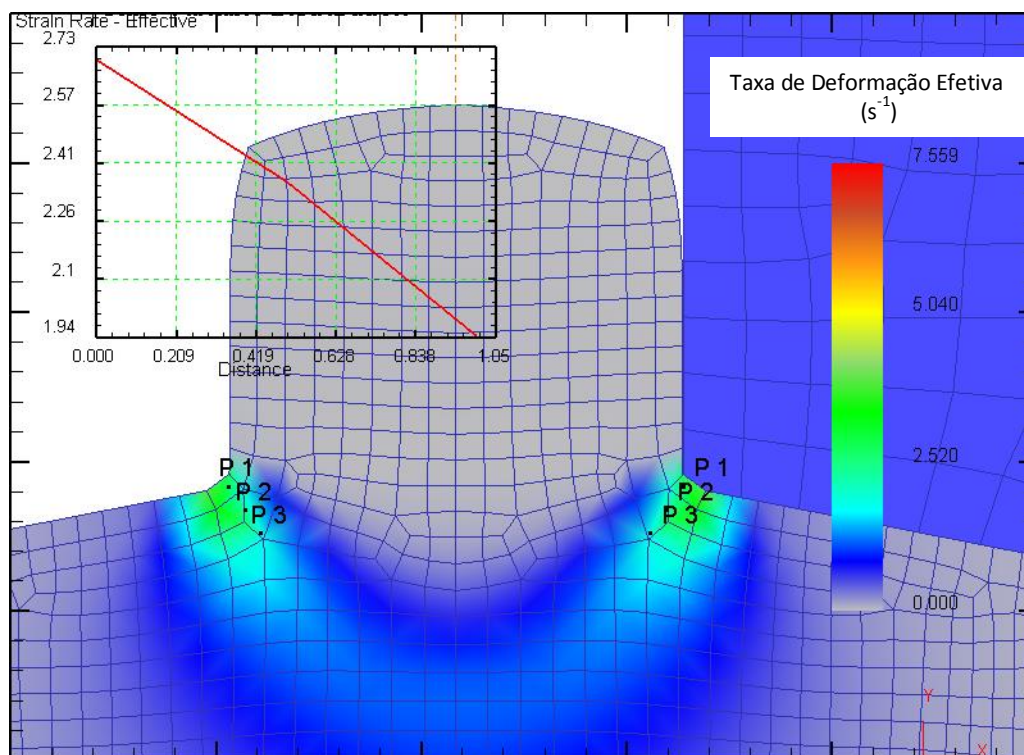 Strain Rate - Effective
2.73
2.57
2.41
2.26
2.1
1.94
0.000 0.209 0.419 0.628 0.838 1.05
Distance
Taxa de Deformação Efetiva
(s⁻¹)
7.559
5.040
2.520
0.000
P 1
P 2
P 3
P 1
P 2
P 3
Y
X